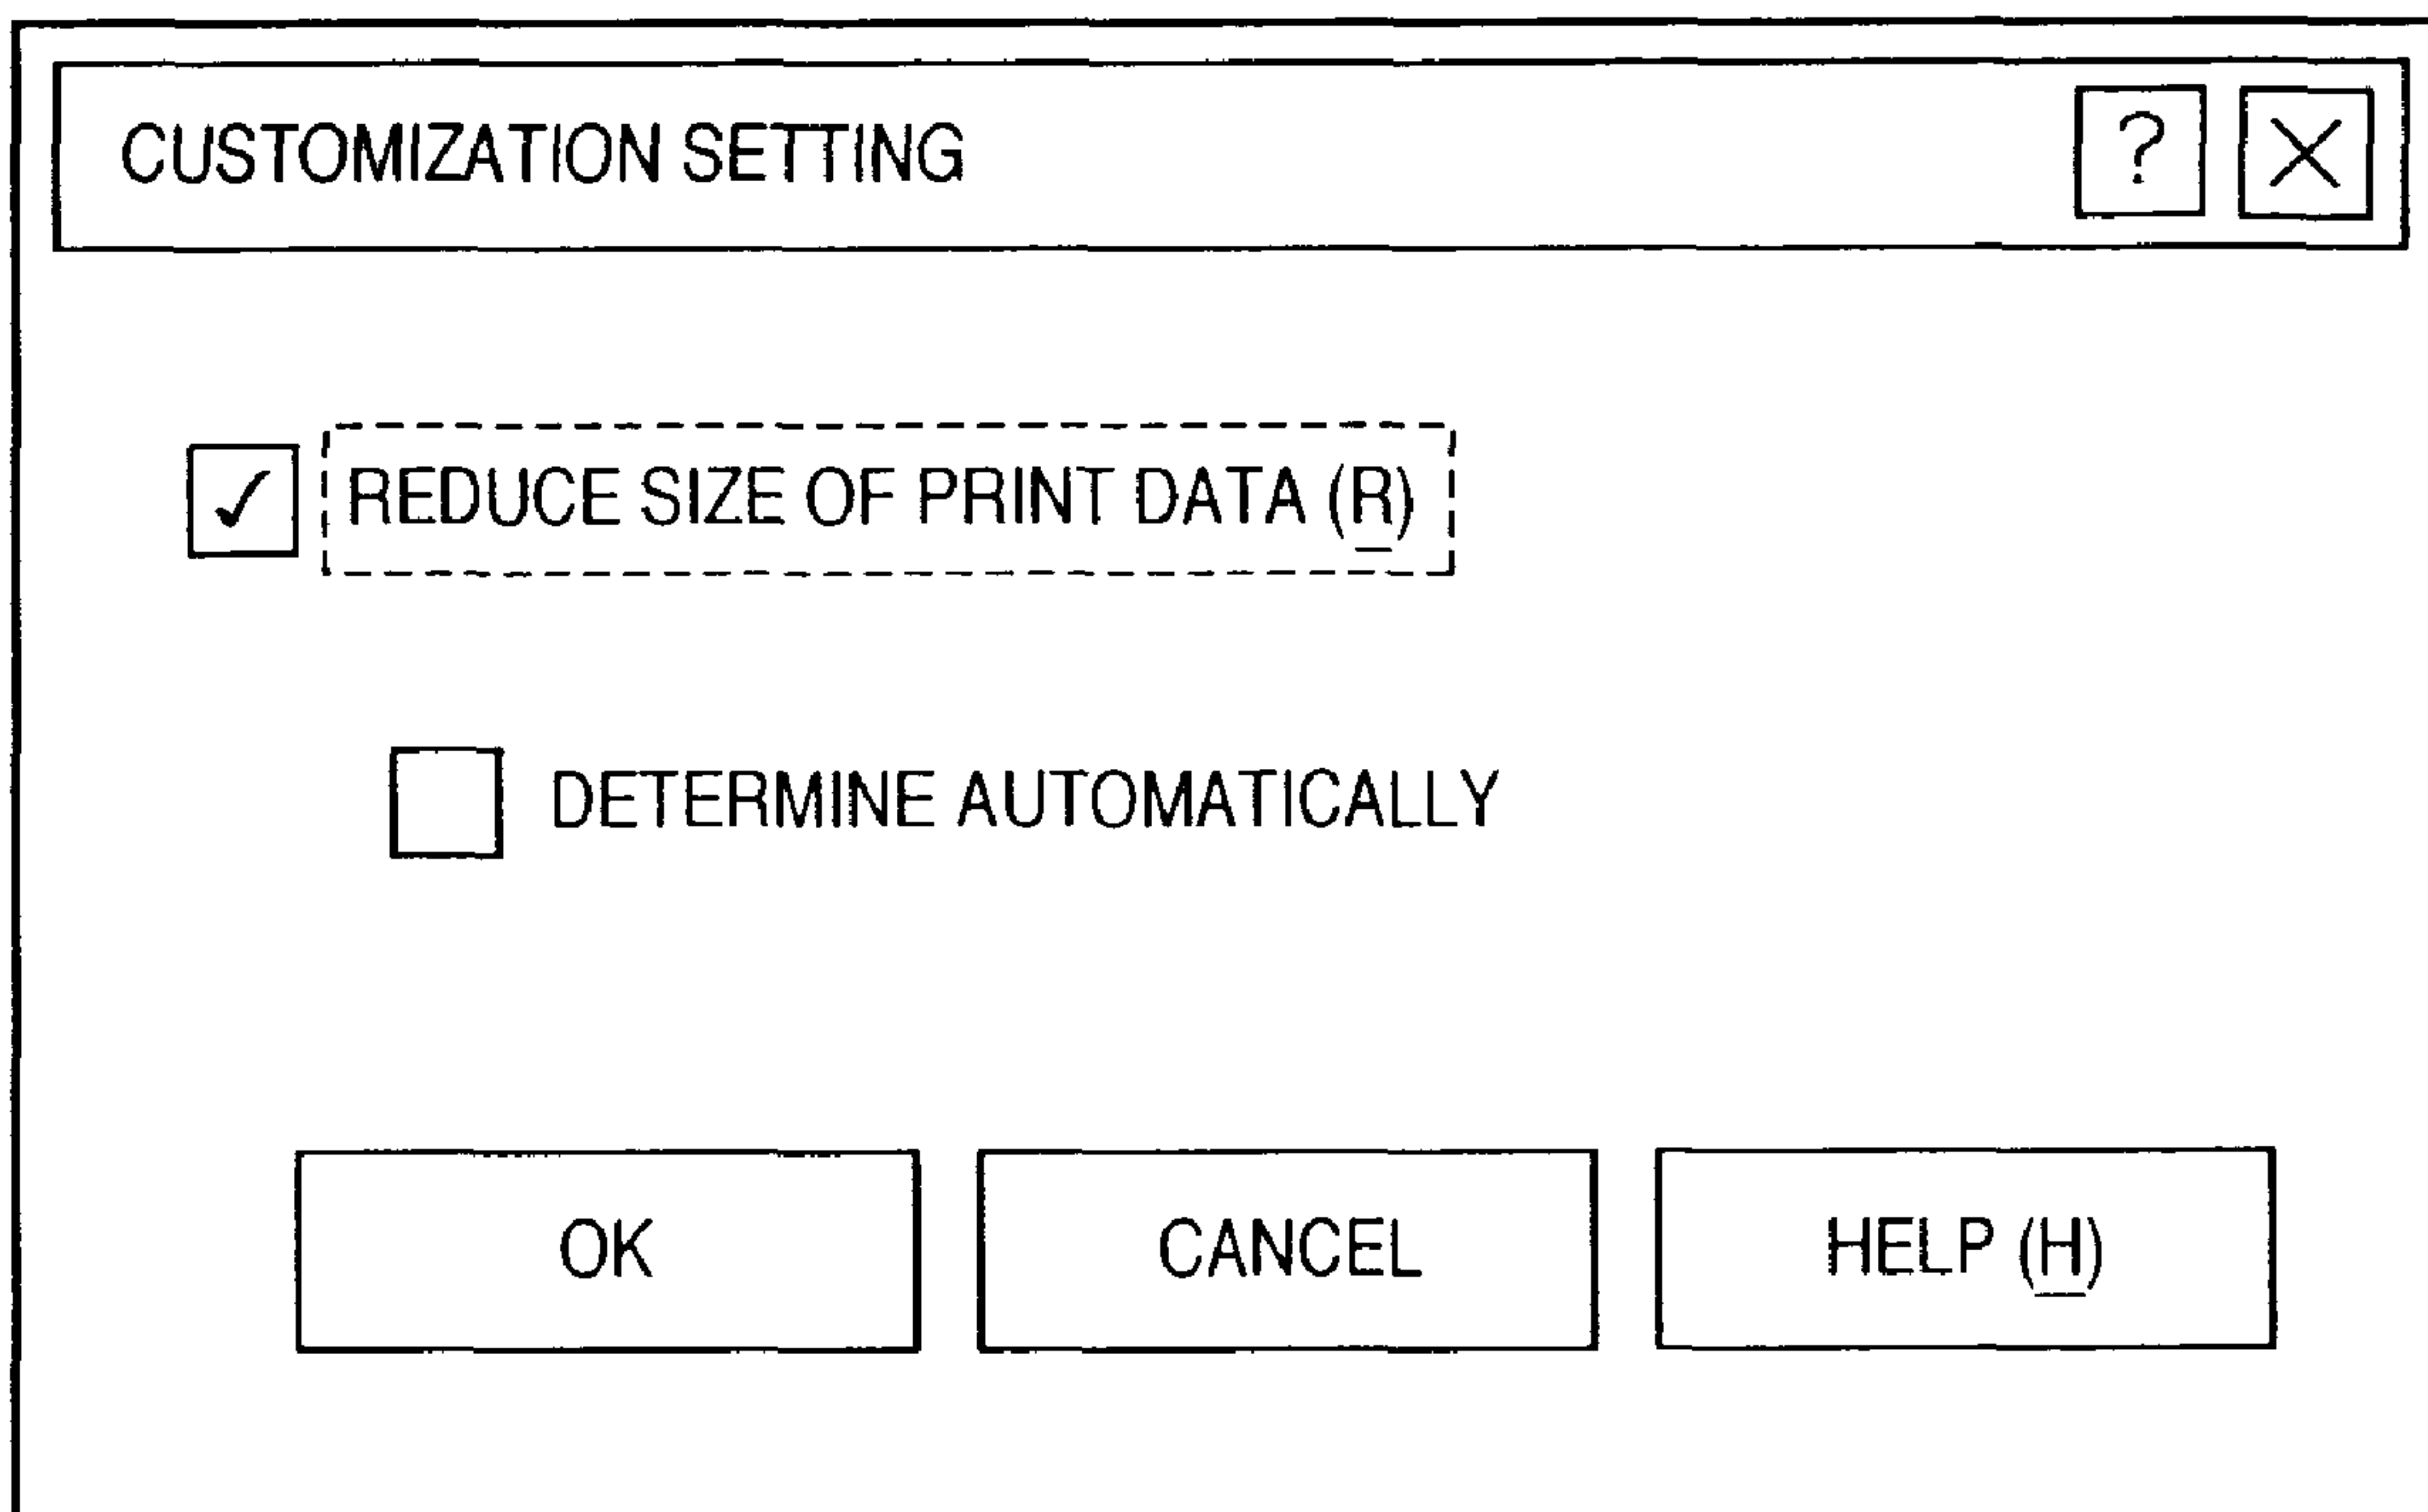 CUSTOMIZATION SETTING ?
REDUCE SIZE OF PRINT DATA (R)
DETERMINE AUTOMATICALLY
OK CANCEL HELP (H)